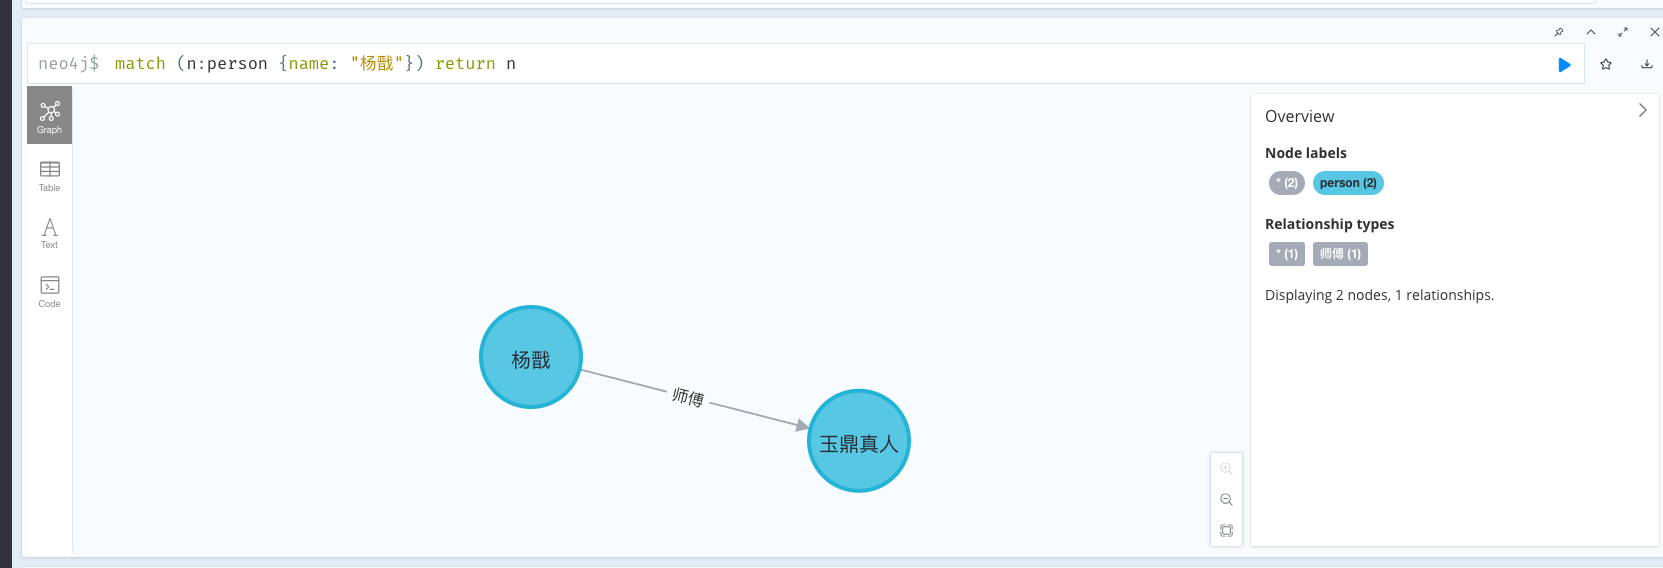 neo4j$ match (n:person {name: "杨戬"}) return n
Graph
Table
Text
Code
杨戬
师傅
玉鼎真人
Overview
Node labels
* (2) person (2)
Relationship types
* (1) 师傅 (1)
Displaying 2 nodes, 1 relationships.